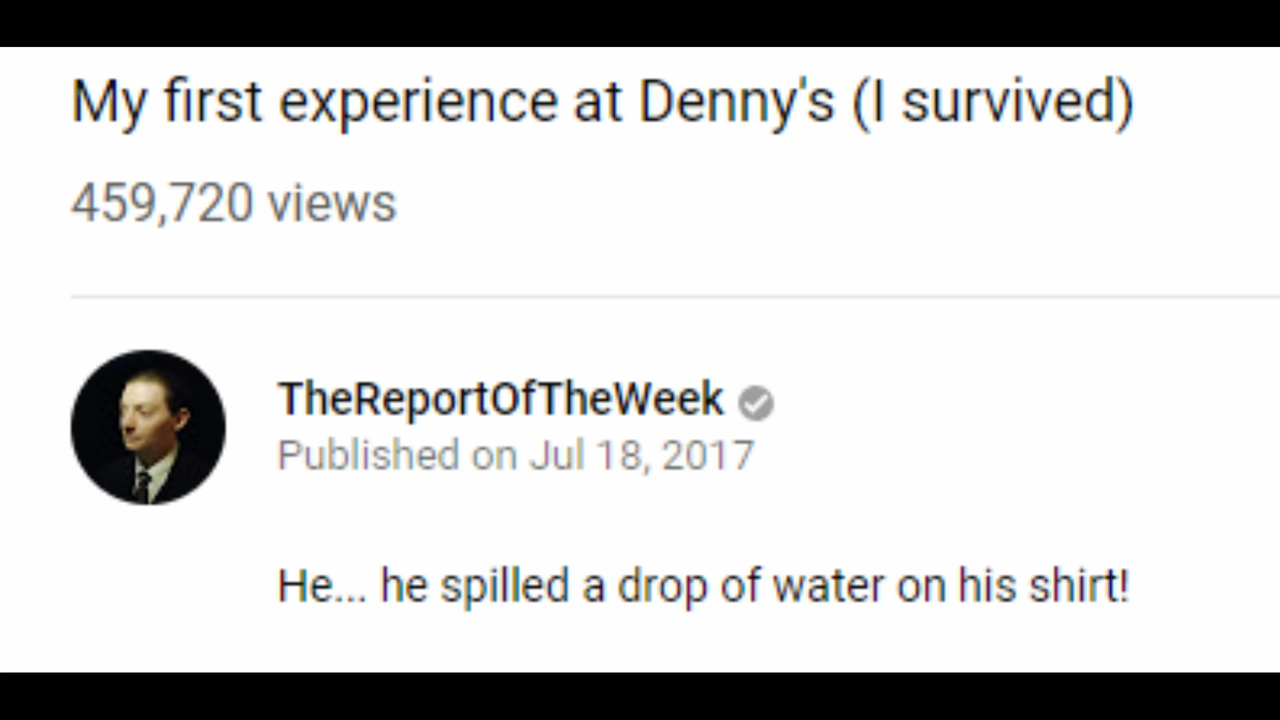 My first experience at Denny's (I survived)
459,720 views
TheReportOfTheWeek
Published on Jul 18, 2017
He... he spilled a drop of water on his shirt!